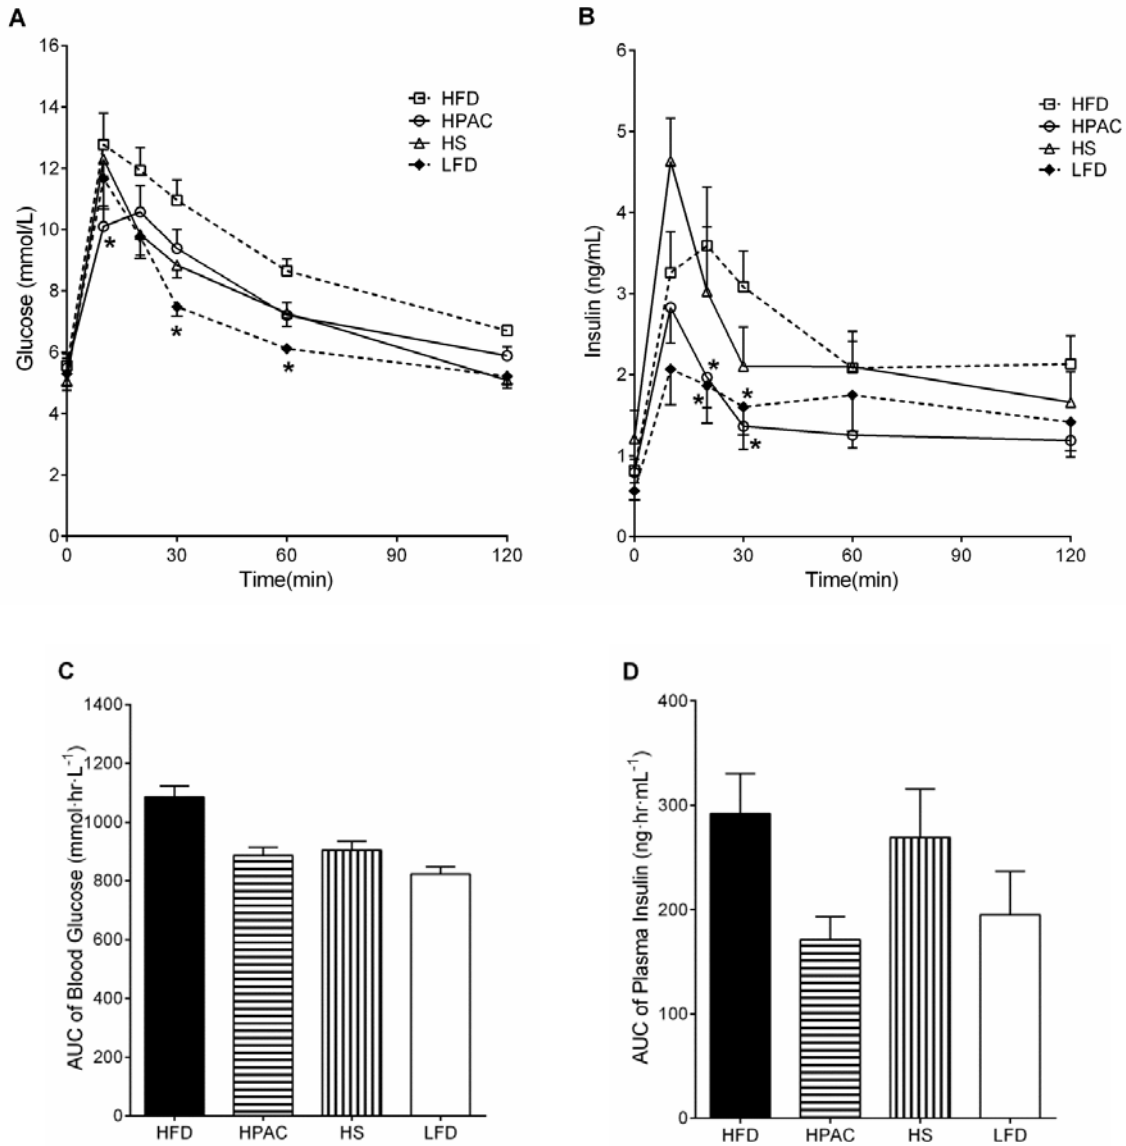 A
16
14
12
10
8
6
4
2
0
Glucose (mmol/L)
HFD
HPAC
HS
LFD
*
*
*
0 30 60 90 120
Time(min)
B
6
5
4
3
2
1
0
Insulin (ng/mL)
HFD
HPAC
HS
LFD
*
*
*
*
0 30 60 90 120
Time(min)
C
1400
1200
1000
800
600
400
200
0
AUC of Blood Glucose (mmol·hr·L⁻¹)
HFD HPAC HS LFD
D
400
300
200
100
0
AUC of Plasma Insulin (ng·hr·mL⁻¹)
HFD HPAC HS LFD